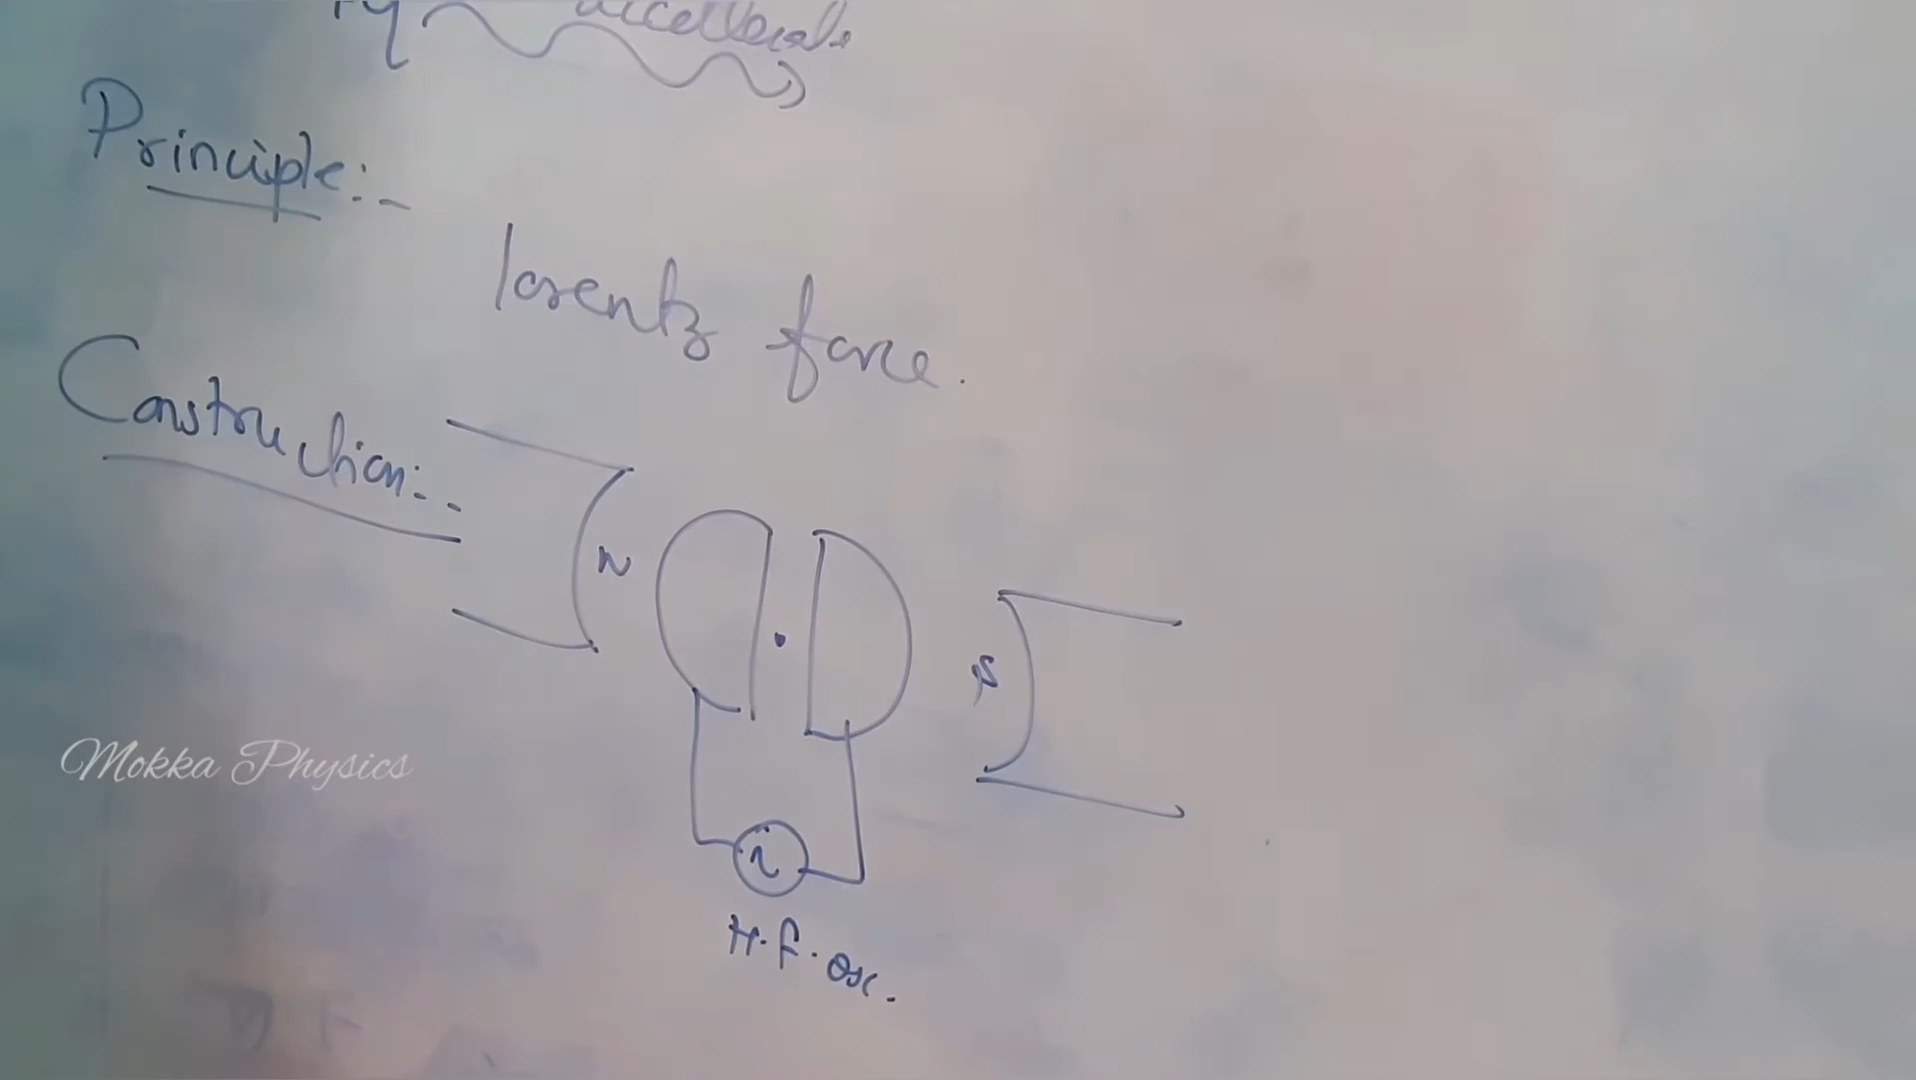 Principle:-
lorentz force.
Construction:-
N
S
Mokka Physics
H.F. osc.